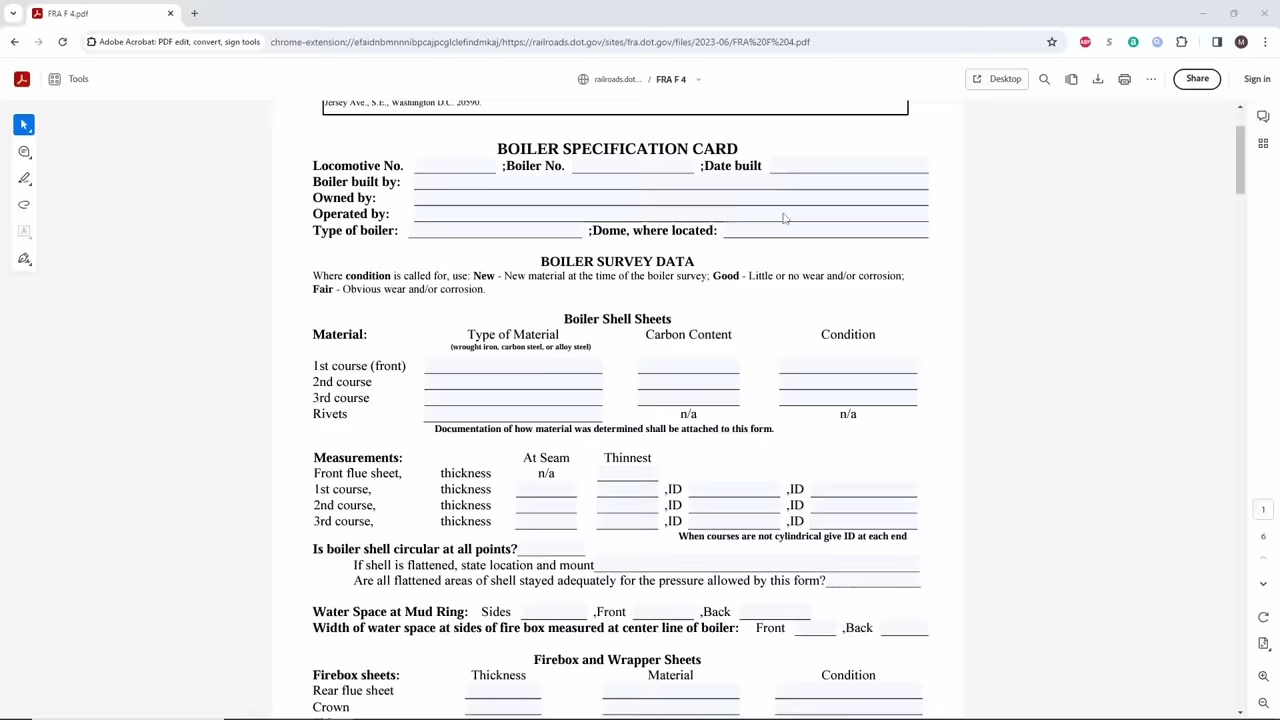 FRA F 4.pdf
Adobe Acrobat: PDF edit, convert, sign tools
chrome-extension://efaidnbmnnnibpcajpcglclefindmkaj/https://railroads.dot.gov/sites/fra.dot.gov/files/2023-06/FRA%20F%204.pdf
ABP
S
a
M
Tools
railroads.dot... / FRA F 4
Desktop
Share
Sign in
Jersey Ave., S.E., Washington D.C. 20590.
BOILER SPECIFICATION CARD
Locomotive No. ;Boiler No. ;Date built
Boiler built by:
Owned by:
Operated by:
Type of boiler: ;Dome, where located:
BOILER SURVEY DATA
Where condition is called for, use: New - New material at the time of the boiler survey; Good - Little or no wear and/or corrosion;
Fair - Obvious wear and/or corrosion.
Boiler Shell Sheets
Material: Type of Material Carbon Content Condition
(wrought iron, carbon steel, or alloy steel)
1st course (front)
2nd course
3rd course
Rivets n/a n/a
Documentation of how material was determined shall be attached to this form.
Measurements: At Seam Thinnest
Front flue sheet, thickness n/a
1st course, thickness ,ID ,ID
2nd course, thickness ,ID ,ID
3rd course, thickness ,ID ,ID
When courses are not cylindrical give ID at each end
Is boiler shell circular at all points?
If shell is flattened, state location and mount
Are all flattened areas of shell stayed adequately for the pressure allowed by this form?
Water Space at Mud Ring: Sides ,Front ,Back
Width of water space at sides of fire box measured at center line of boiler: Front ,Back
Firebox and Wrapper Sheets
Firebox sheets: Thickness Material Condition
Rear flue sheet
Crown
1
6